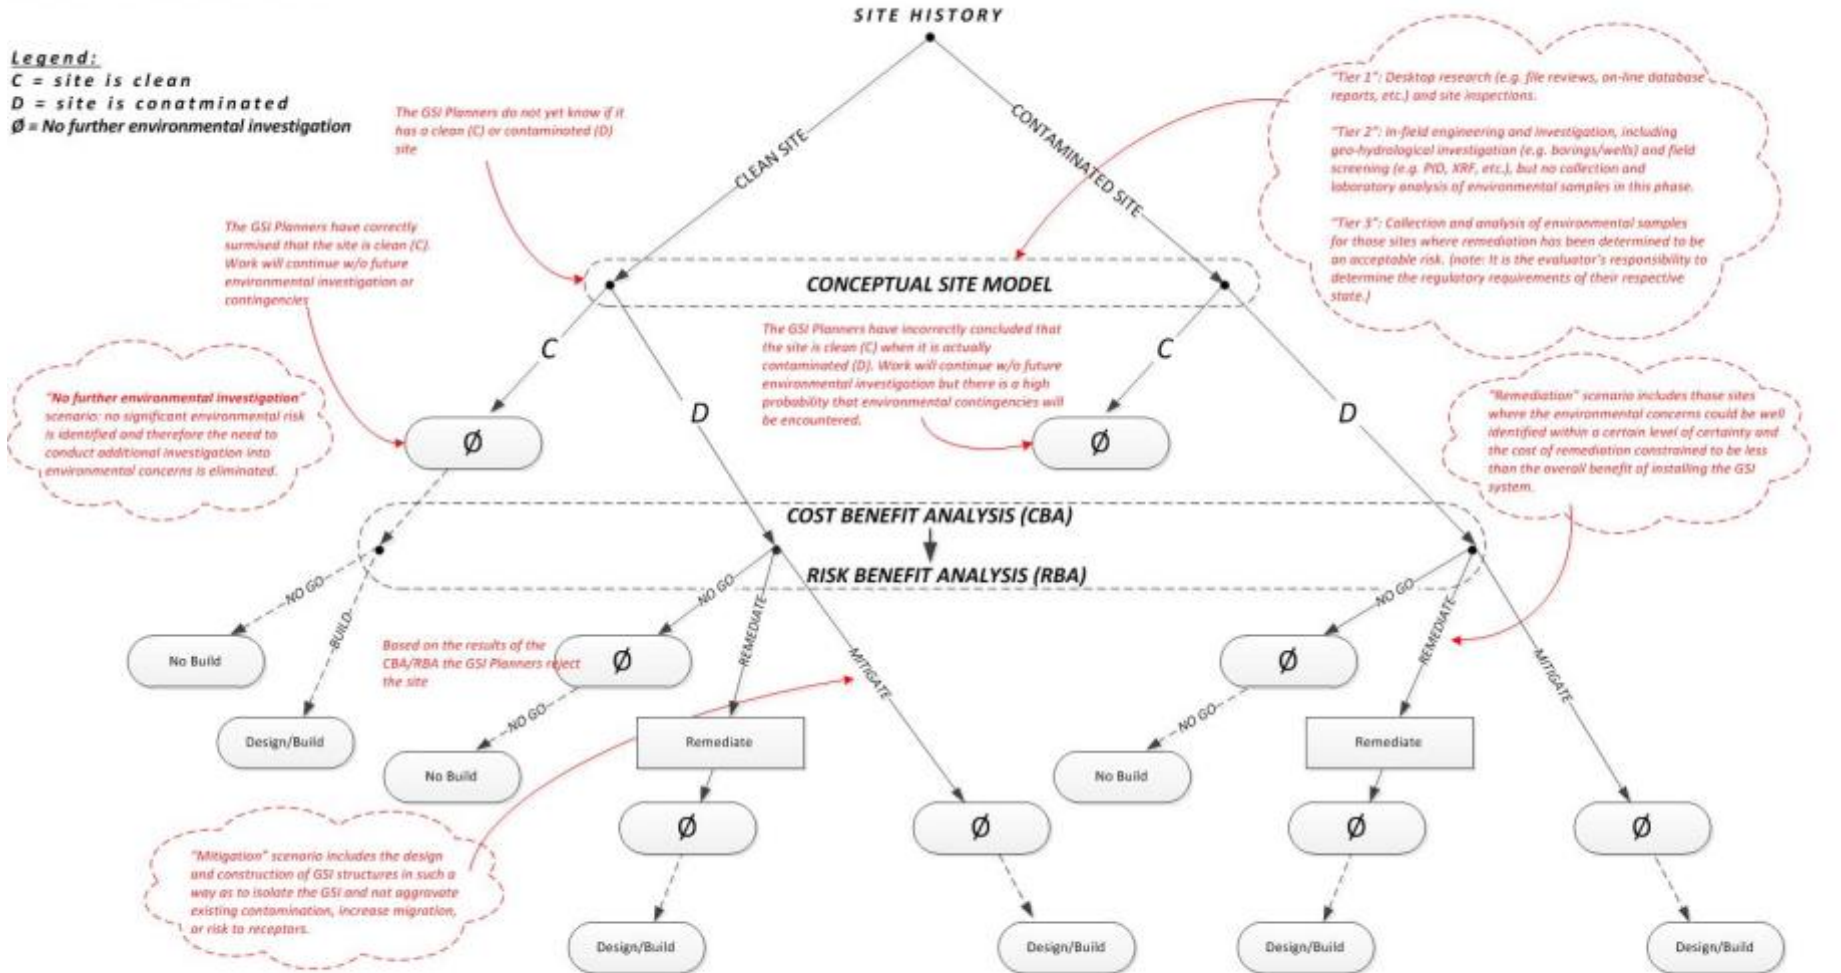 SITE HISTORY
Legend:
C = site is clean
D = site is conatminated
Ø = No further environmental investigation
The GSI Planners do not yet know if it
has a clean (C) or contaminated (D)
site
CLEAN SITE
CONTAMINATED SITE
"Tier 1": Desktop research (e.g. file reviews, on-line database
reports, etc.) and site inspections.
"Tier 2": In-field engineering and investigation, including
geo-hydrological investigation (e.g. borings/wells) and field
screening (e.g. PID, XRF, etc.), but no collection and
laboratory analysis of environmental samples in this phase.
"Tier 3": Collection and analysis of environmental samples
for those sites where remediation has been determined to be
an acceptable risk. (note: It is the evaluator's responsibility to
determine the regulatory requirements of their respective
state.)
The GSI Planners have correctly
surmised that the site is clean (C).
Work will continue w/o future
environmental investigation or
contingencies
CONCEPTUAL SITE MODEL
The GSI Planners have incorrectly concluded that
the site is clean (C) when it is actually
contaminated (D). Work will continue w/o future
environmental investigation but there is a high
probability that environmental contingencies will
be encountered.
C
D
C
D
"No further environmental investigation"
scenario: no significant environmental risk
is identified and therefore the need to
conduct additional investigation into
environmental concerns is eliminated.
Ø
Ø
"Remediation" scenario includes those sites
where the environmental concerns could be well
identified within a certain level of certainty and
the cost of remediation constrained to be less
than the overall benefit of installing the GSI
system.
COST BENEFIT ANALYSIS (CBA)
RISK BENEFIT ANALYSIS (RBA)
NO GO
BUILD
NO GO
REMEDIATE
MITIGATE
NO GO
REMEDIATE
MITIGATE
No Build
Based on the results of the
CBA/RBA the GSI Planners reject
the site
Ø
Ø
NO GO
NO GO
Design/Build
No Build
Remediate
No Build
Remediate
Ø
Ø
Ø
Ø
"Mitigation" scenario includes the design
and construction of GSI structures in such a
way as to isolate the GSI and not aggravate
existing contamination, increase migration,
or risk to receptors.
Design/Build
Design/Build
Design/Build
Design/Build